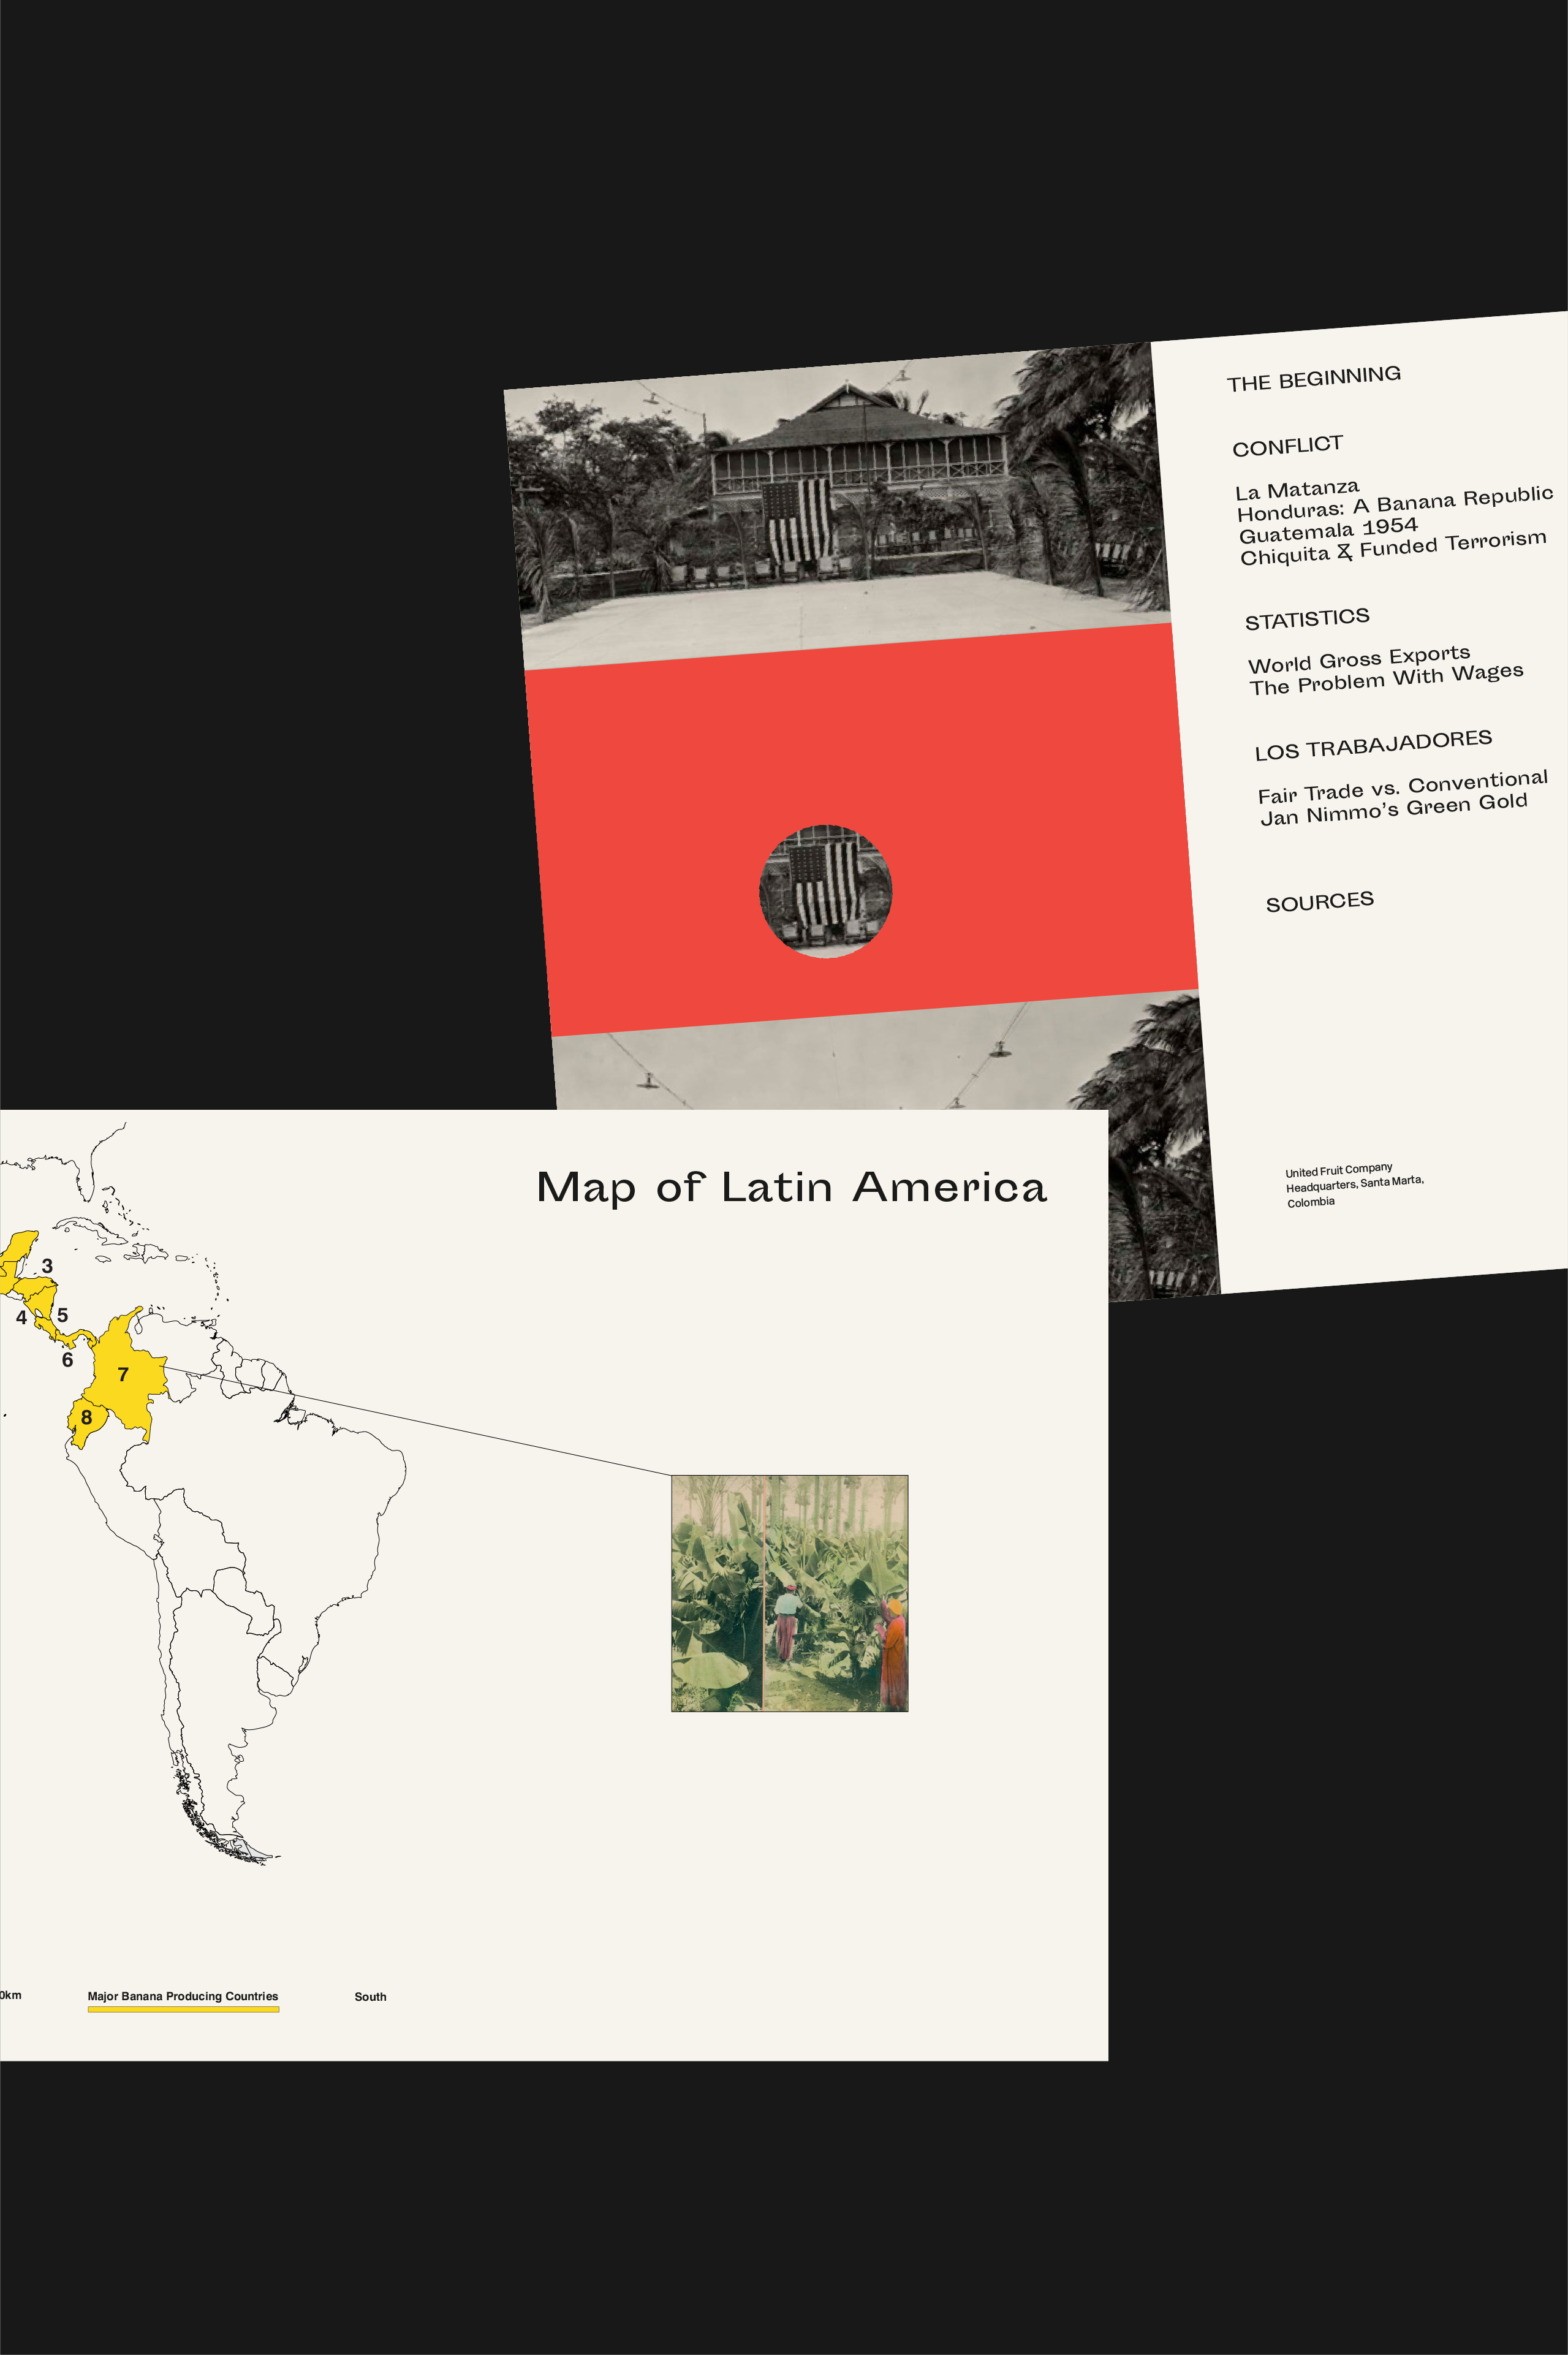 THE BEGINNING
CONFLICT
La Matanza
Honduras: A Banana Republic
Guatemala 1954
Chiquita & Funded Terrorism
STATISTICS
World Gross Exports
The Problem With Wages
LOS TRABAJADORES
Fair Trade vs. Conventional
Jan Nimmo’s Green Gold
SOURCES
United Fruit Company
Headquarters, Santa Marta,
Colombia
Map of Latin America
3
4
5
6
7
8
0km
Major Banana Producing Countries
South